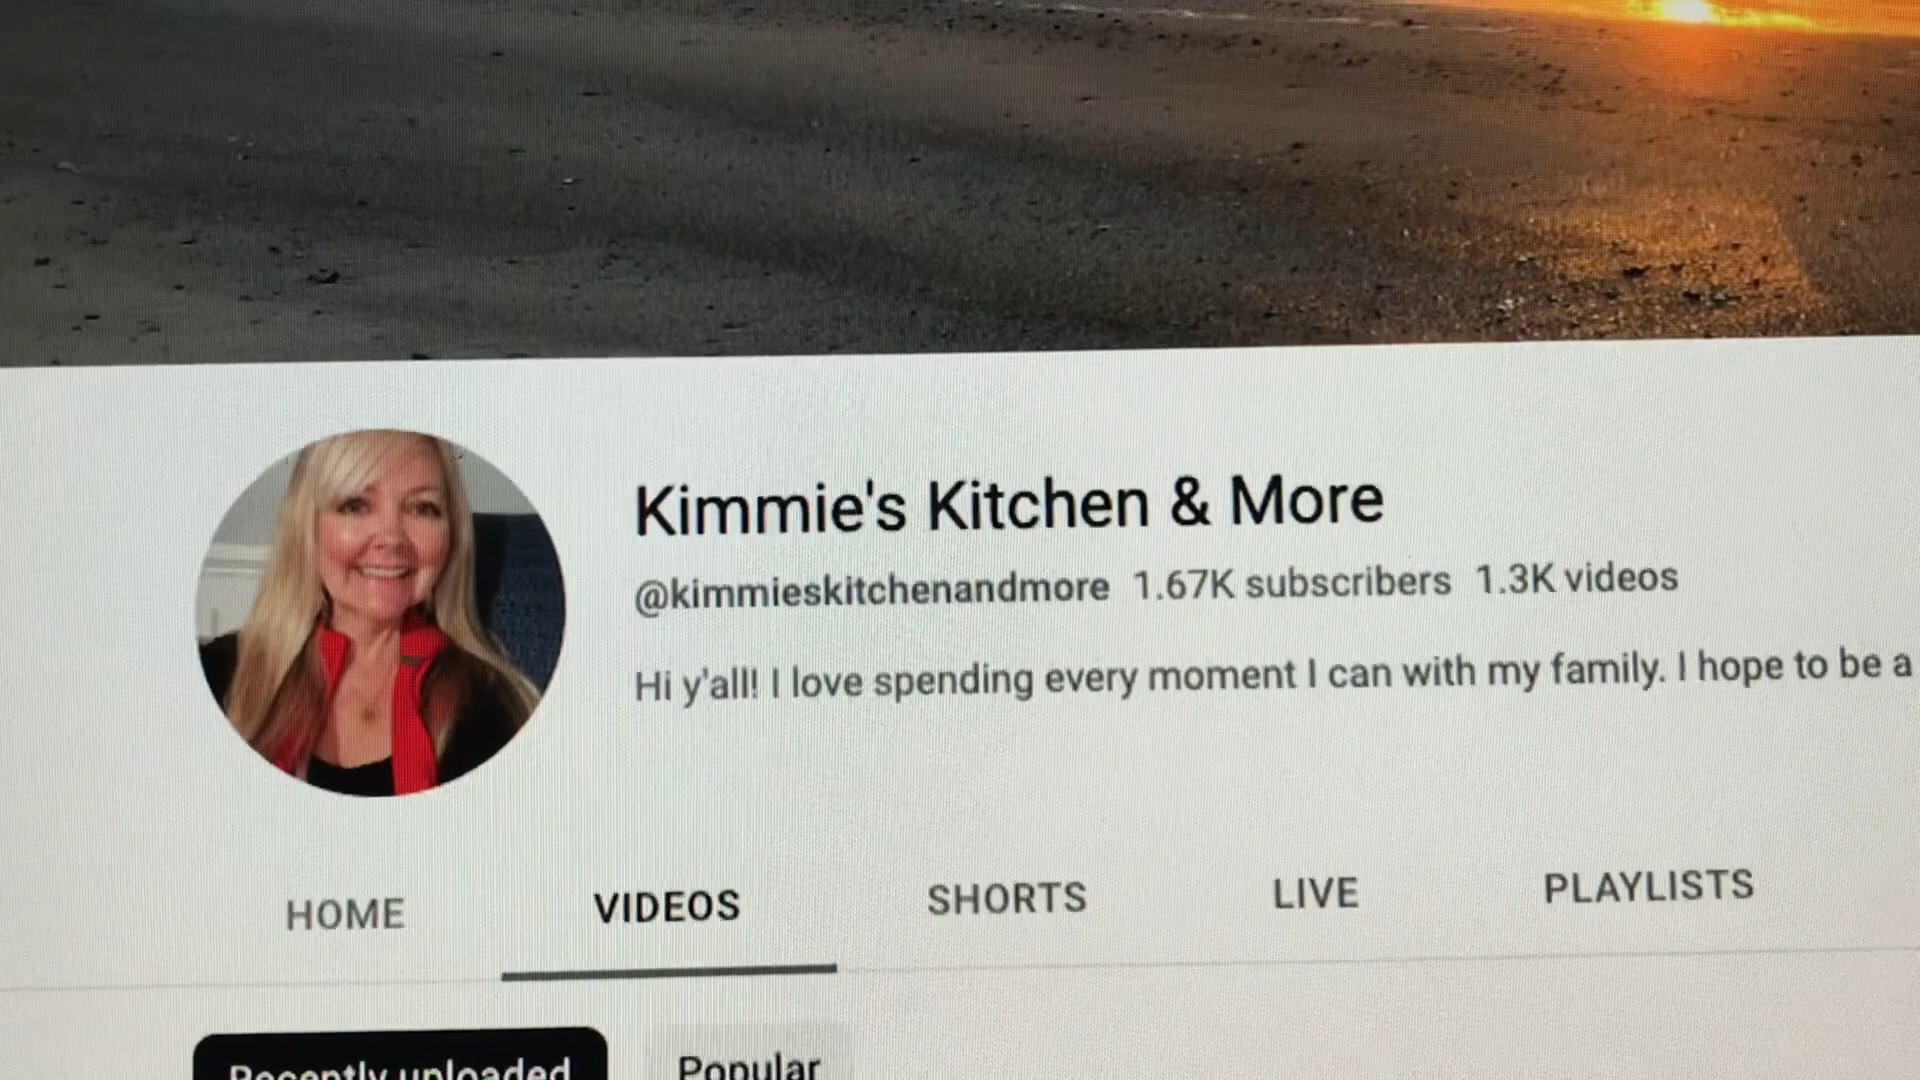 Kimmie's Kitchen & More
@kimmieskitchenandmore 1.67K subscribers 1.3K videos
Hi y'all! I love spending every moment I can with my family. I hope to be a
HOME VIDEOS SHORTS LIVE PLAYLISTS
Recently uploaded Popular